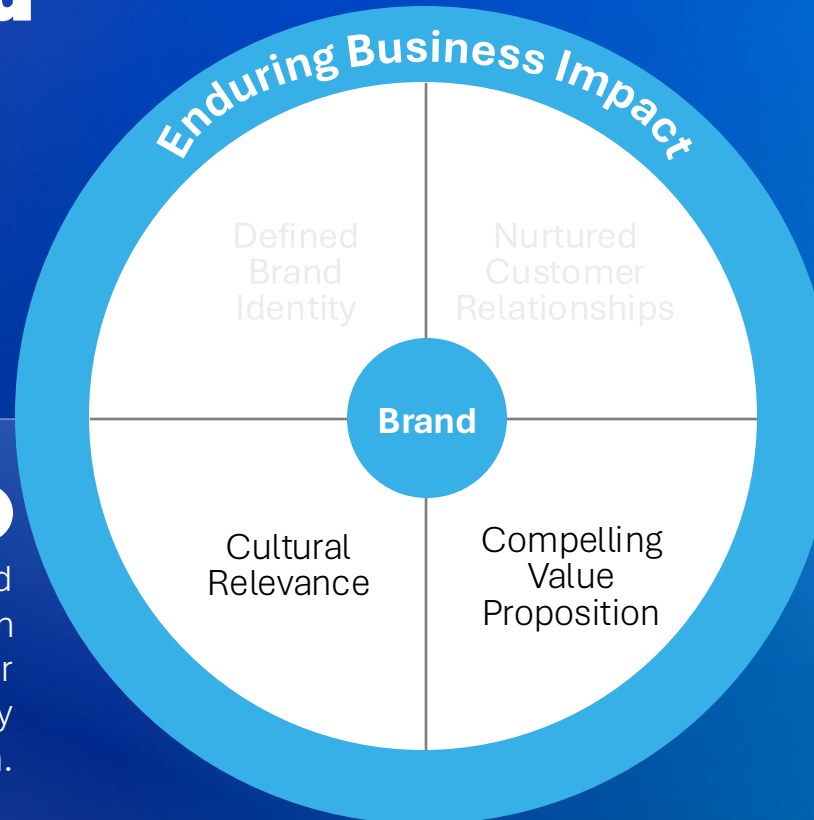 Enduring Business Impact
Defined
Brand
Identity
Nurtured
Customer
Relationships
Brand
Cultural
Relevance
Compelling
Value
Proposition